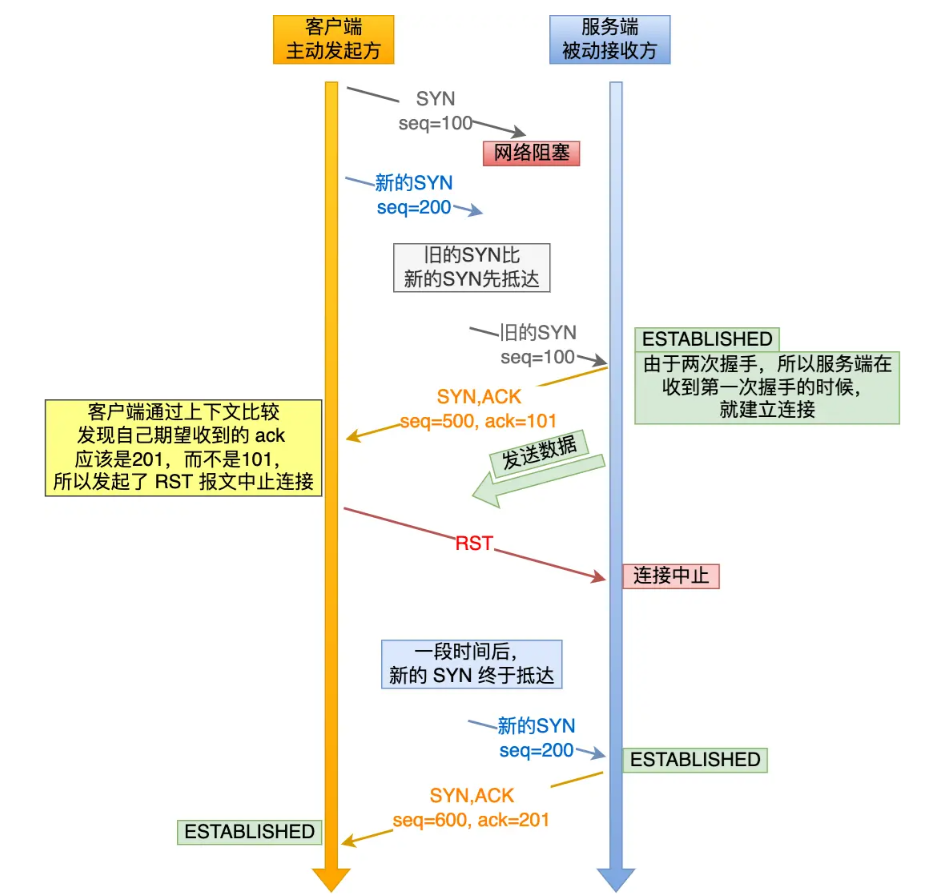 客户端
主动发起方
服务端
被动接收方
SYN
seq=100
网络阻塞
新的SYN
seq=200
旧的SYN比
新的SYN先抵达
旧的SYN
seq=100
ESTABLISHED
由于两次握手，所以服务端在
收到第一次握手的时候，
就建立连接
SYN,ACK
seq=500, ack=101
客户端通过上下文比较
发现自己期望收到的 ack
应该是201，而不是101，
所以发起了 RST 报文中止连接
发送数据
RST
连接中止
一段时间后，
新的 SYN 终于抵达
新的SYN
seq=200
ESTABLISHED
SYN,ACK
seq=600, ack=201
ESTABLISHED